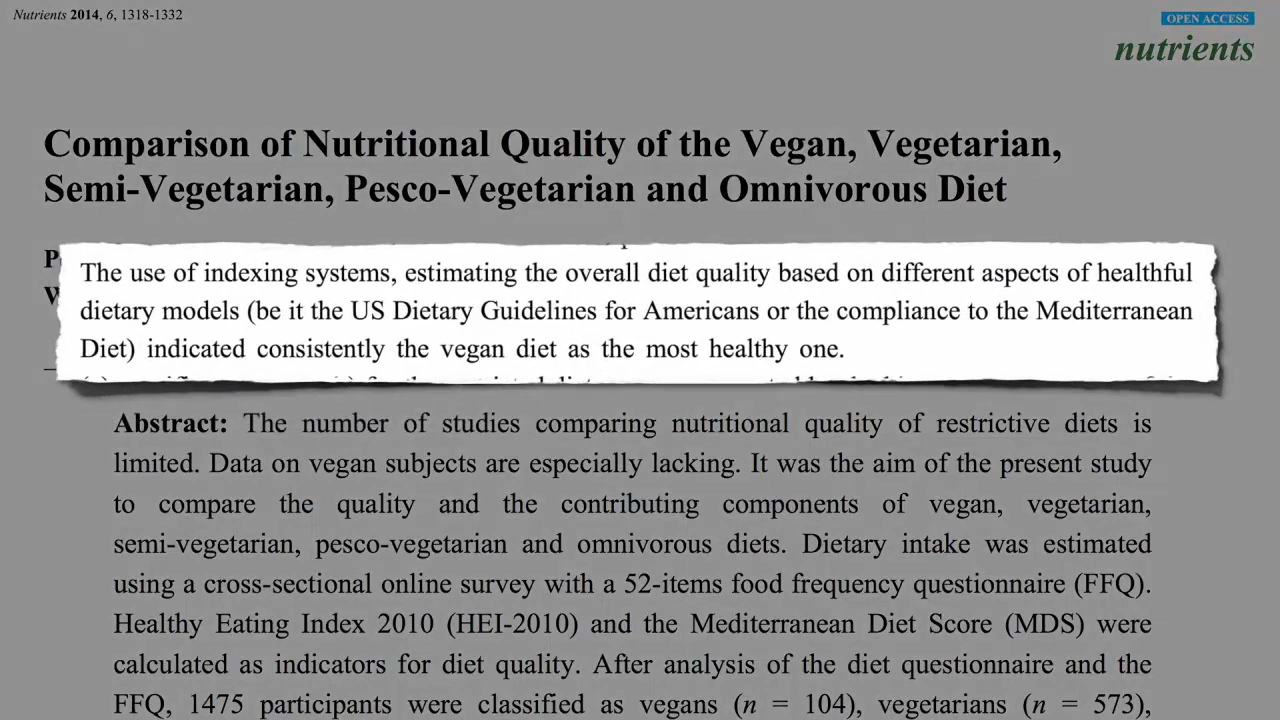 Nutrients 2014, 6, 1318-1332
OPEN ACCESS
nutrients
Comparison of Nutritional Quality of the Vegan, Vegetarian,
Semi-Vegetarian, Pesco-Vegetarian and Omnivorous Diet
The use of indexing systems, estimating the overall diet quality based on different aspects of healthful
dietary models (be it the US Dietary Guidelines for Americans or the compliance to the Mediterranean
Diet) indicated consistently the vegan diet as the most healthy one.
Abstract: The number of studies comparing nutritional quality of restrictive diets is
limited. Data on vegan subjects are especially lacking. It was the aim of the present study
to compare the quality and the contributing components of vegan, vegetarian,
semi-vegetarian, pesco-vegetarian and omnivorous diets. Dietary intake was estimated
using a cross-sectional online survey with a 52-items food frequency questionnaire (FFQ).
Healthy Eating Index 2010 (HEI-2010) and the Mediterranean Diet Score (MDS) were
calculated as indicators for diet quality. After analysis of the diet questionnaire and the
FFQ, 1475 participants were classified as vegans (n = 104), vegetarians (n = 573),